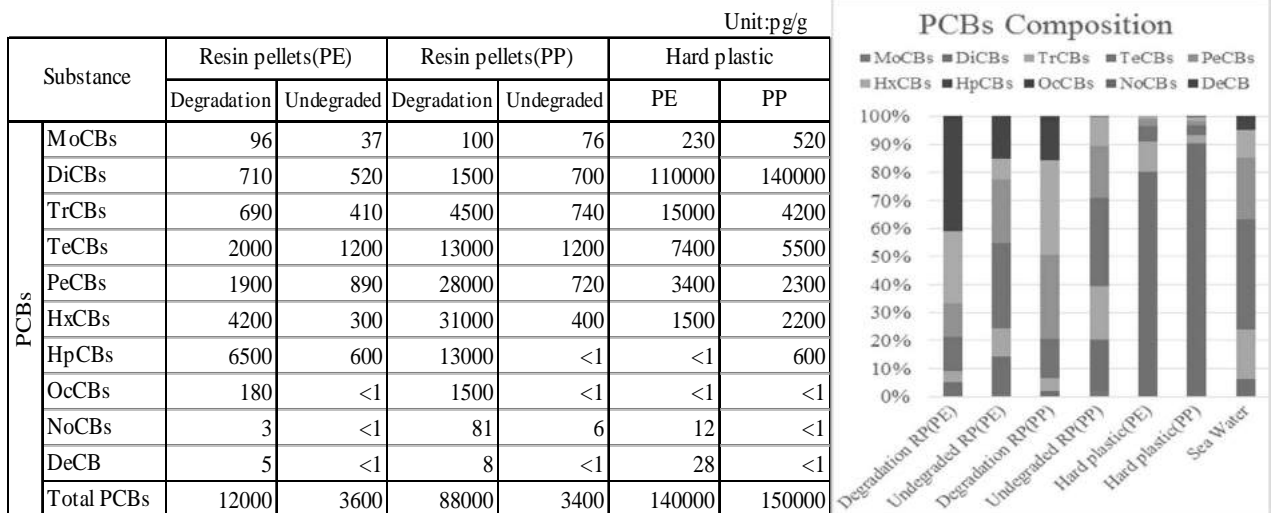 Unit:pg/g
Substance Resin pellets(PE) Resin pellets(PP) Hard plastic
Degradation Undegraded Degradation Undegraded PE PP
PCBs
MoCBs 96 37 100 76 230 520
DiCBs 710 520 1500 700 110000 140000
TrCBs 690 410 4500 740 15000 4200
TeCBs 2000 1200 13000 1200 7400 5500
PeCBs 1900 890 28000 720 3400 2300
HxCBs 4200 300 31000 400 1500 2200
HpCBs 6500 600 13000 <1 <1 600
OcCBs 180 <1 1500 <1 <1 <1
NoCBs 3 <1 81 6 12 <1
DeCB 5 <1 8 <1 28 <1
Total PCBs 12000 3600 88000 3400 140000 150000
PCBs Composition
MoCBs DiCBs TrCBs TeCBs PeCBs
HxCBs HpCBs OcCBs NoCBs DeCB
100%
90%
80%
70%
60%
50%
40%
30%
20%
10%
0%
Degradation RP(PE)
Undegraded RP(PE)
Degradation RP(PP)
Undegraded RP(PP)
Hard plastic(PE)
Hard plastic(PP)
Sea Water